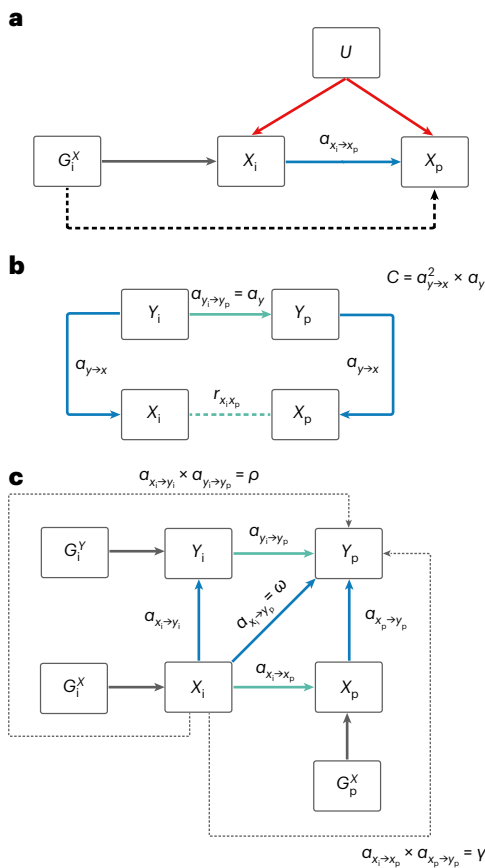 a
U
α_{x_i→x_p}
G_i^X
X_i
X_p
b
C = α_{y→x}^2 × α_y
α_{y_i→y_p} = α_y
Y_i
Y_p
α_{y→x}
α_{y→x}
r_{x_i x_p}
X_i
X_p
c
α_{x_i→y_i} × α_{y_i→y_p} = ρ
G_i^Y
Y_i
α_{y_i→y_p}
Y_p
α_{x_i→y_i}
α_{x_i→y_p} = ω
α_{x_p→y_p}
G_i^X
X_i
α_{x_i→x_p}
X_p
G_p^X
α_{x_i→x_p} × α_{x_p→y_p} = γ